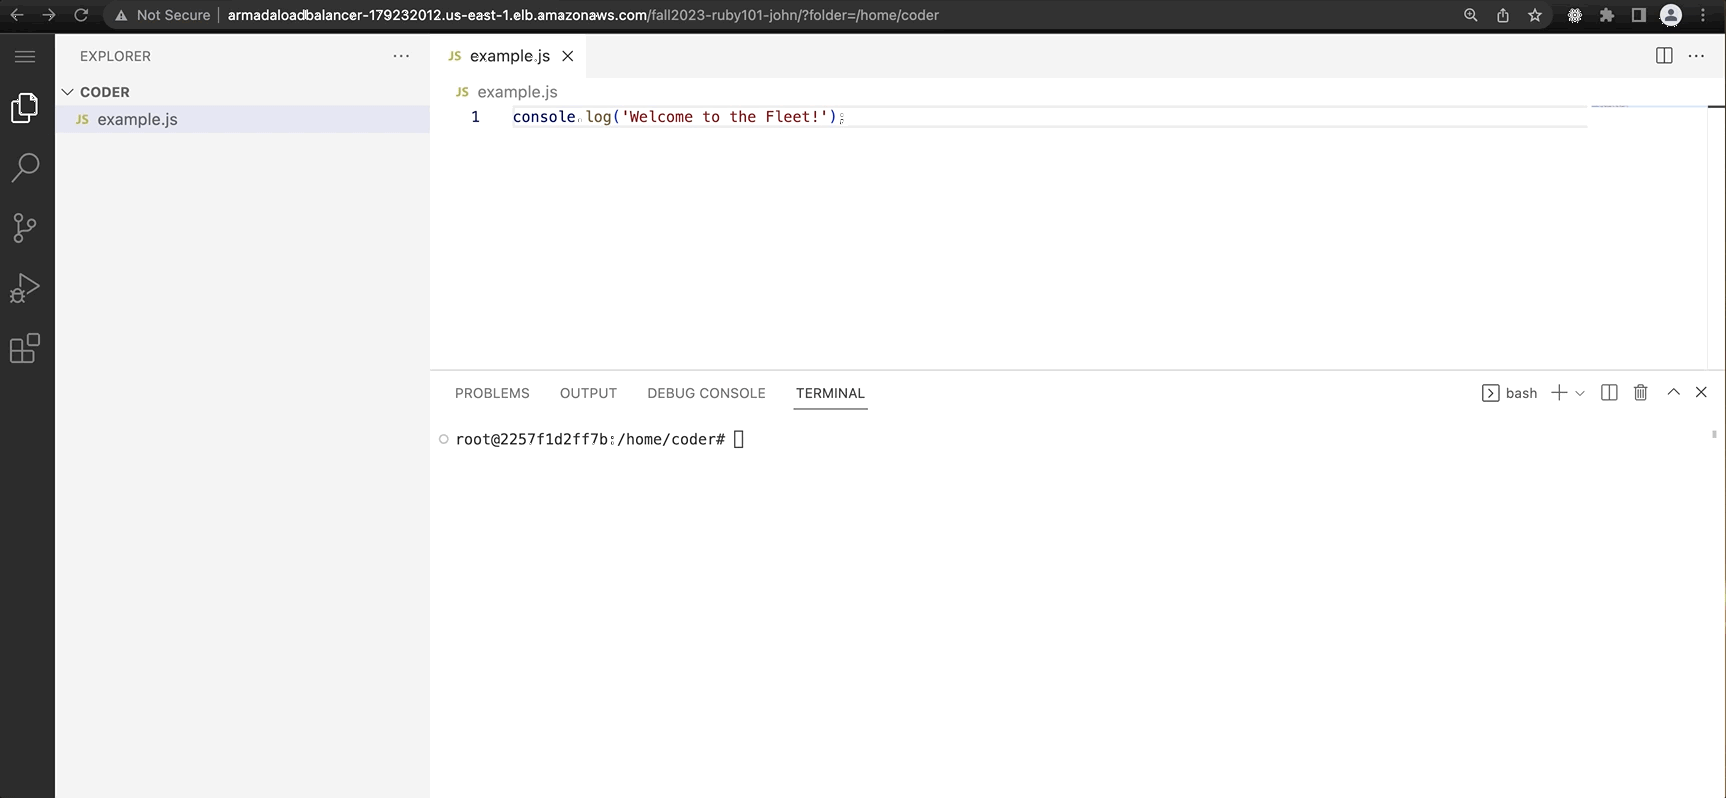 Not Secure armadaloadbalancer-179232012.us-east-1.elb.amazonaws.com/fall2023-ruby101-john/?folder=/home/coder
EXPLORER
CODER
JS example.js
JS example.js
JS example.js
1 console.log('Welcome to the Fleet!');
PROBLEMS OUTPUT DEBUG CONSOLE TERMINAL
bash
root@2257f1d2ff7b:/home/coder#